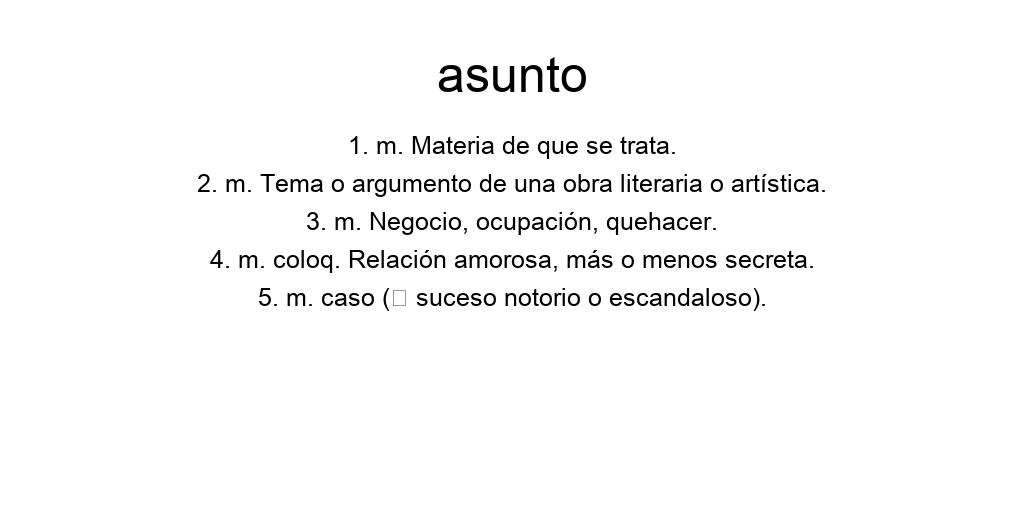 asunto
1. m. Materia de que se trata.
2. m. Tema o argumento de una obra literaria o artística.
3. m. Negocio, ocupación, quehacer.
4. m. coloq. Relación amorosa, más o menos secreta.
5. m. caso (□ suceso notorio o escandaloso).